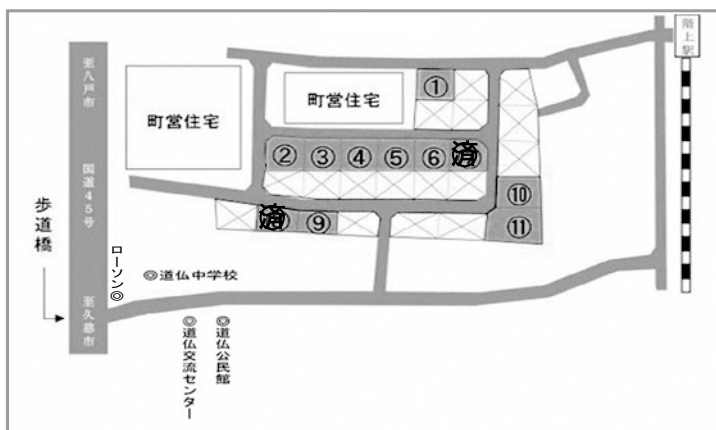 階上駅
至八戸市
町営住宅
町営住宅
①
②
③
④
⑤
⑥
済
⑩
済
⑨
⑪
国道45号
歩道橋
ローソン◎
◎道仏中学校
至久慈市
◎道仏交流センター
◎道仏公民館